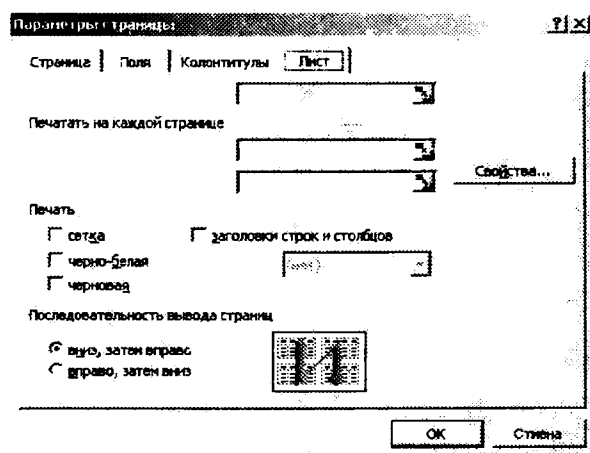 Параметры страницы ? ×
Страница Поля Колонтитулы Лист
Печатать на каждой странице
Свойства...
Печать
сетка заголовки строк и столбцов
черно-белая (нет)
черновая
Последовательность вывода страниц
вниз, затем вправо
вправо, затем вниз
ОК Отмена